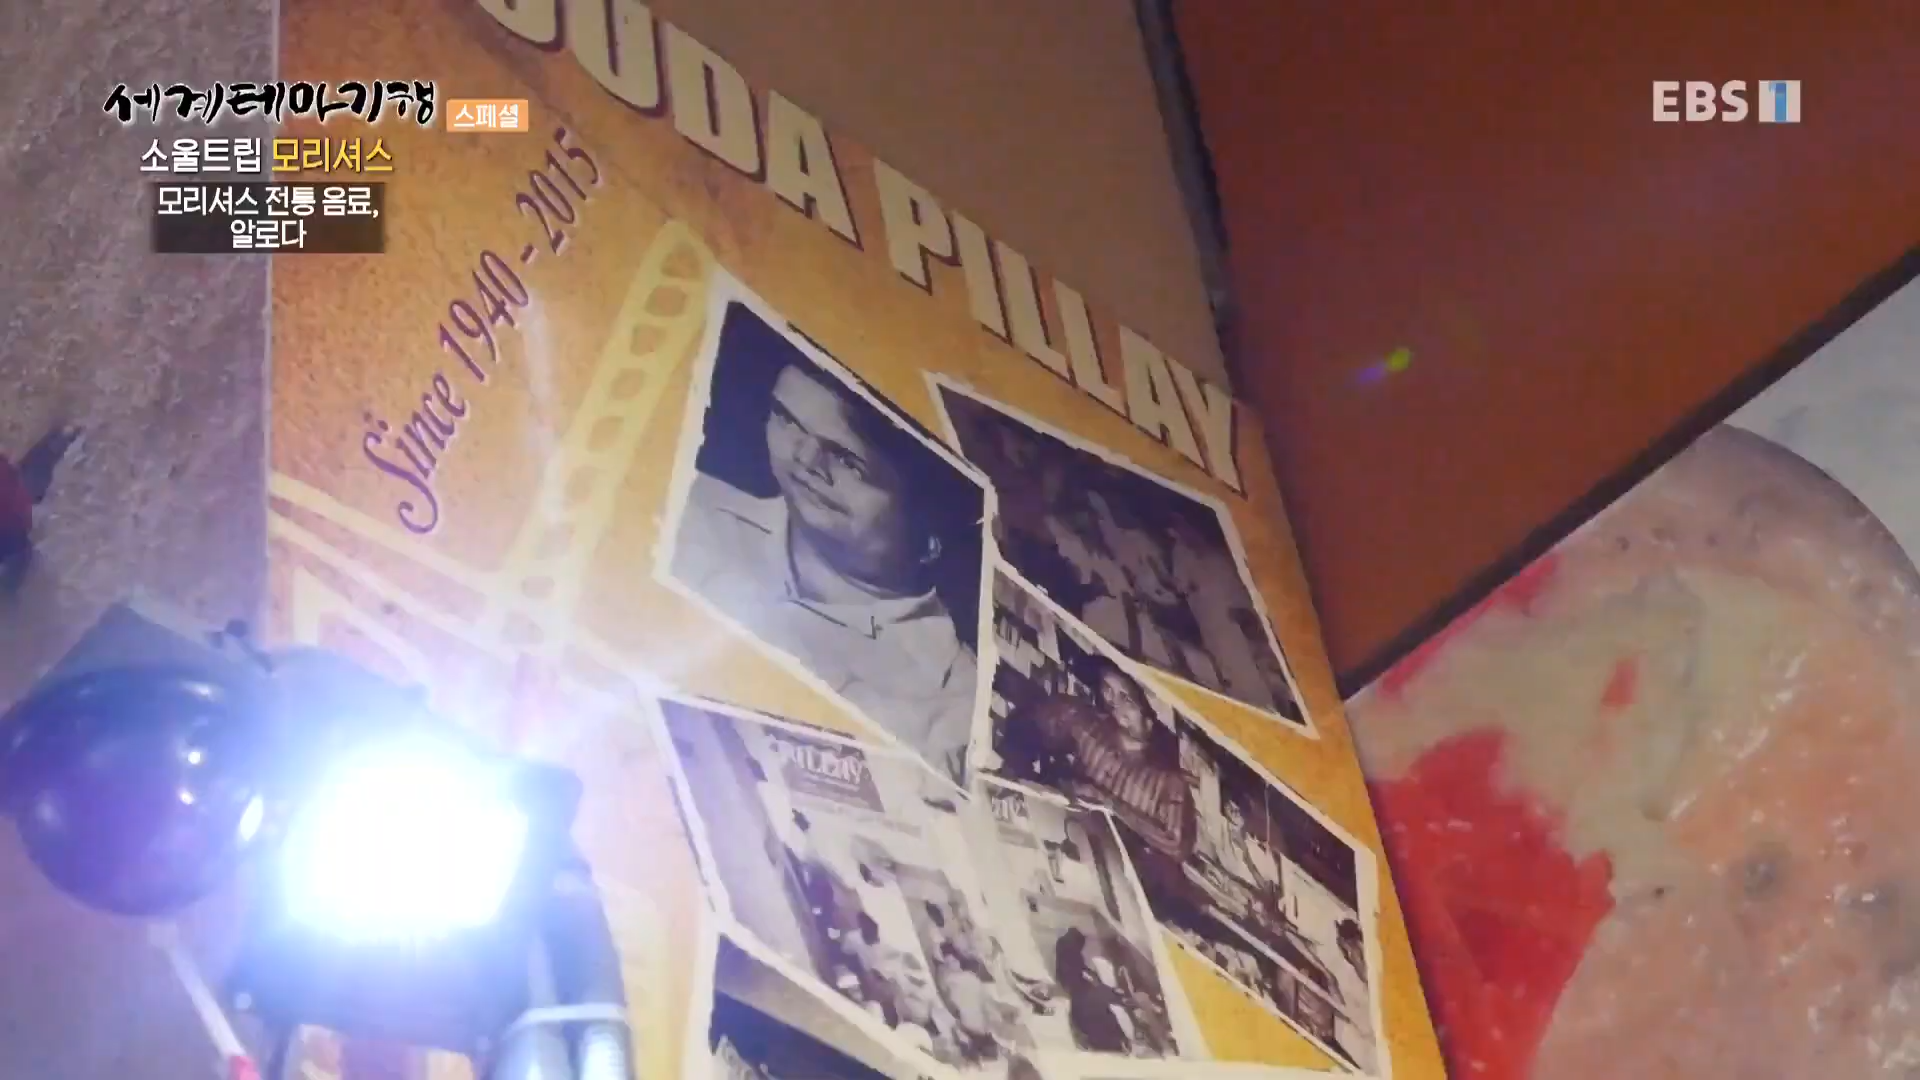 세계테마기행 스페셜
소울트립 모리셔스
모리셔스 전통 음료,
알로다
EBS 1
OUDA PILLAY
Since 1940 - 2015
PILLAY